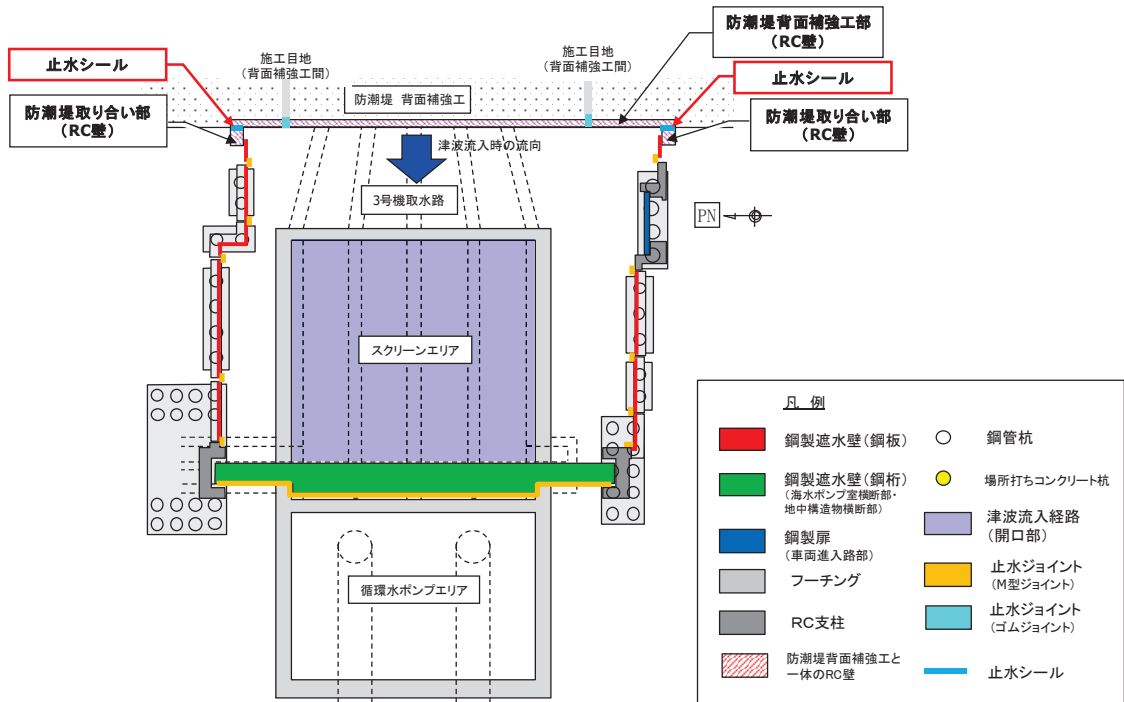 防潮堤背面補強工部
(RC壁)
施工目地
(背面補強工間)
施工目地
(背面補強工間)
止水シール
止水シール
防潮堤 背面補強工
防潮堤取り合い部
(RC壁)
防潮堤取り合い部
(RC壁)
津波流入時の流向
3号機取水路
PN
スクリーンエリア
循環水ポンプエリア
凡 例
鋼製遮水壁(鋼板)
鋼製遮水壁(鋼桁)
(海水ポンプ室横断部・
地中構造物横断部)
鋼製扉
(車両進入路部)
フーチング
RC支柱
防潮堤背面補強工と
一体のRC壁
鋼管杭
場所打ちコンクリート杭
津波流入経路
(開口部)
止水ジョイント
(M型ジョイント)
止水ジョイント
(ゴムジョイント)
止水シール